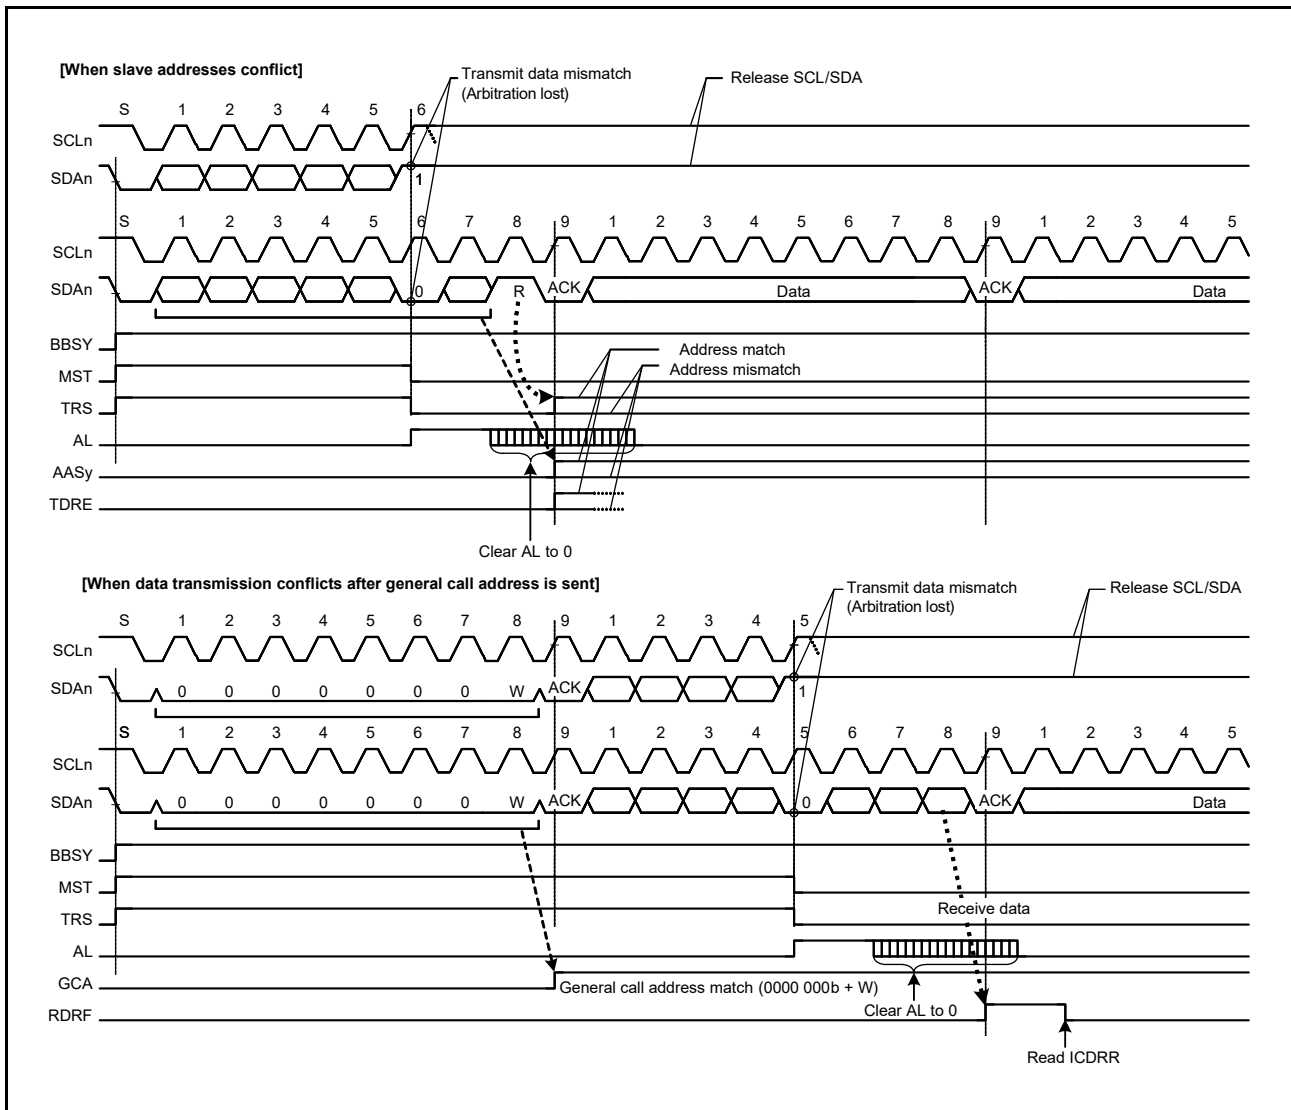 [When slave addresses conflict]
Transmit data mismatch
(Arbitration lost)
Release SCL/SDA
S 1 2 3 4 5 6
SCLn
SDAn
1
S 1 2 3 4 5 6 7 8 9 1 2 3 4 5 6 7 8 9 1 2 3 4 5
SCLn
SDAn 0 R ACK Data ACK Data
BBSY
Address match
MST
Address mismatch
TRS
AL
AASy
TDRE
Clear AL to 0
[When data transmission conflicts after general call address is sent]
Transmit data mismatch
(Arbitration lost)
Release SCL/SDA
S 1 2 3 4 5 6 7 8 9 1 2 3 4 5
SCLn
SDAn 0 0 0 0 0 0 0 W ACK 1
S 1 2 3 4 5 6 7 8 9 1 2 3 4 5 6 7 8 9 1 2 3 4 5
SCLn
SDAn 0 0 0 0 0 0 0 W ACK 0 ACK Data
BBSY
MST
Receive data
TRS
AL
GCA
General call address match (0000 000b + W)
Clear AL to 0
RDRF
Read ICDRR